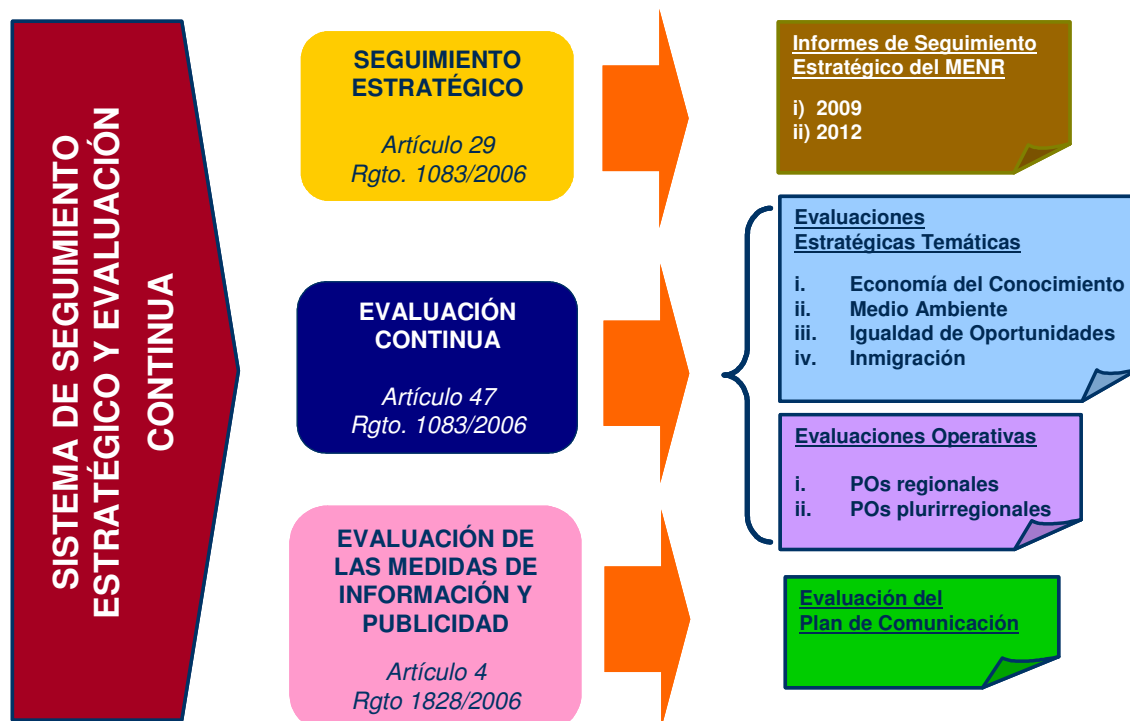 SISTEMA DE SEGUIMIENTO
ESTRATÉGICO Y EVALUACIÓN
CONTINUA
SEGUIMIENTO
ESTRATÉGICO
Artículo 29
Rgto. 1083/2006
Informes de Seguimiento
Estratégico del MENR
i) 2009
ii) 2012
EVALUACIÓN
CONTINUA
Artículo 47
Rgto. 1083/2006
Evaluaciones
Estratégicas Temáticas
i. Economía del Conocimiento
ii. Medio Ambiente
iii. Igualdad de Oportunidades
iv. Inmigración
Evaluaciones Operativas
i. POs regionales
ii. POs plurirregionales
EVALUACIÓN DE
LAS MEDIDAS DE
INFORMACIÓN Y
PUBLICIDAD
Artículo 4
Rgto 1828/2006
Evaluación del
Plan de Comunicación